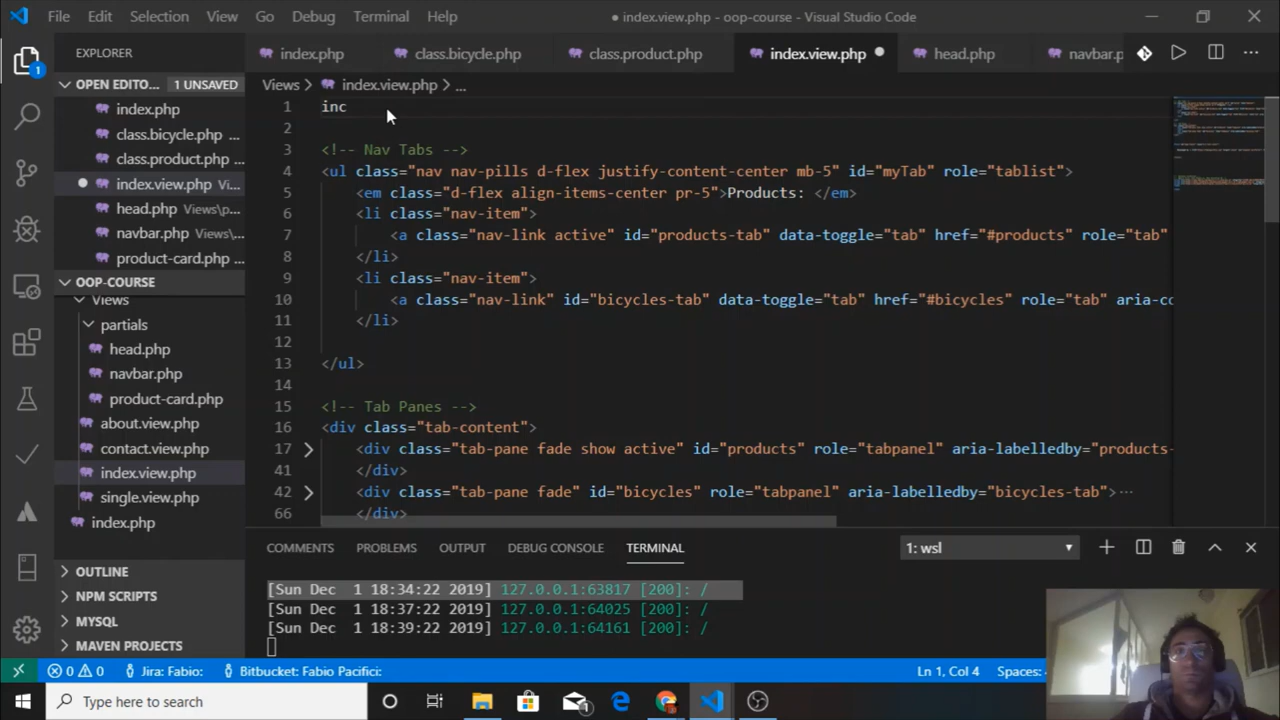 File Edit Selection View Go Debug Terminal Help ● index.view.php - oop-course - Visual Studio Code
EXPLORER
index.php class.bicycle.php class.product.php index.view.php head.php navbar.p
OPEN EDITO... 1 UNSAVED
index.php
class.bicycle.php ...
class.product.php ...
index.view.php Vi...
head.php Views\p...
navbar.php Views\...
product-card.php ...
OOP-COURSE
Views
partials
head.php
navbar.php
product-card.php
about.view.php
contact.view.php
index.view.php
single.view.php
index.php
OUTLINE
NPM SCRIPTS
MYSQL
MAVEN PROJECTS
1
Views > index.view.php > ...
1 inc
2
3 <!-- Nav Tabs -->
4 <ul class="nav nav-pills d-flex justify-content-center mb-5" id="myTab" role="tablist">
5 <em class="d-flex align-items-center pr-5">Products: </em>
6 <li class="nav-item">
7 <a class="nav-link active" id="products-tab" data-toggle="tab" href="#products" role="tab"
8 </li>
9 <li class="nav-item">
10 <a class="nav-link" id="bicycles-tab" data-toggle="tab" href="#bicycles" role="tab" aria-co
11 </li>
12
13 </ul>
14
15 <!-- Tab Panes -->
16 <div class="tab-content">
17 <div class="tab-pane fade show active" id="products" role="tabpanel" aria-labelledby="products-
41 </div>
42 <div class="tab-pane fade" id="bicycles" role="tabpanel" aria-labelledby="bicycles-tab">...
66 </div>
COMMENTS PROBLEMS OUTPUT DEBUG CONSOLE TERMINAL 1: wsl
[Sun Dec 1 18:34:22 2019] 127.0.0.1:63817 [200]: /
[Sun Dec 1 18:37:22 2019] 127.0.0.1:64025 [200]: /
[Sun Dec 1 18:39:22 2019] 127.0.0.1:64161 [200]: /
0 0 Jira: Fabio: Bitbucket: Fabio Pacifici: Ln 1, Col 4 Spaces:
Type here to search 1